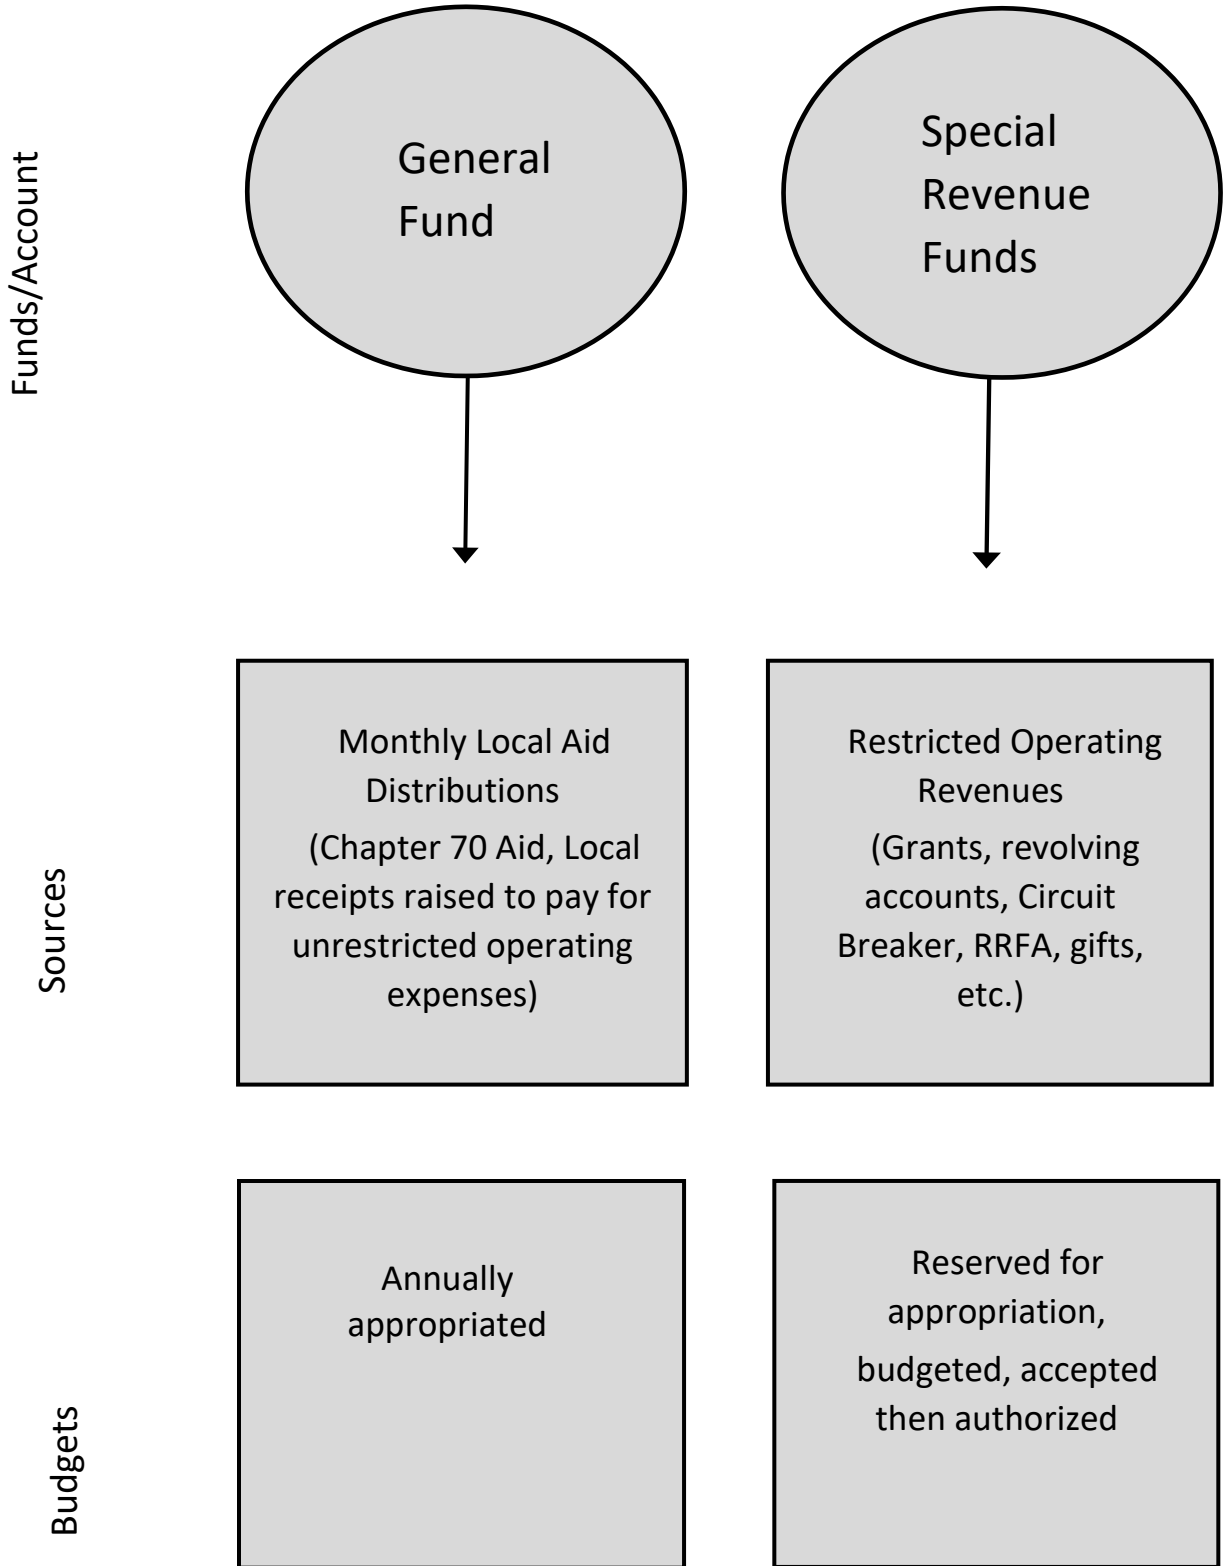 Funds/Account
General
Fund
Special
Revenue
Funds
Sources
Monthly Local Aid
Distributions
(Chapter 70 Aid, Local
receipts raised to pay for
unrestricted operating
expenses)
Restricted Operating
Revenues
(Grants, revolving
accounts, Circuit
Breaker, RRFA, gifts,
etc.)
Budgets
Annually
appropriated
Reserved for
appropriation,
budgeted, accepted
then authorized